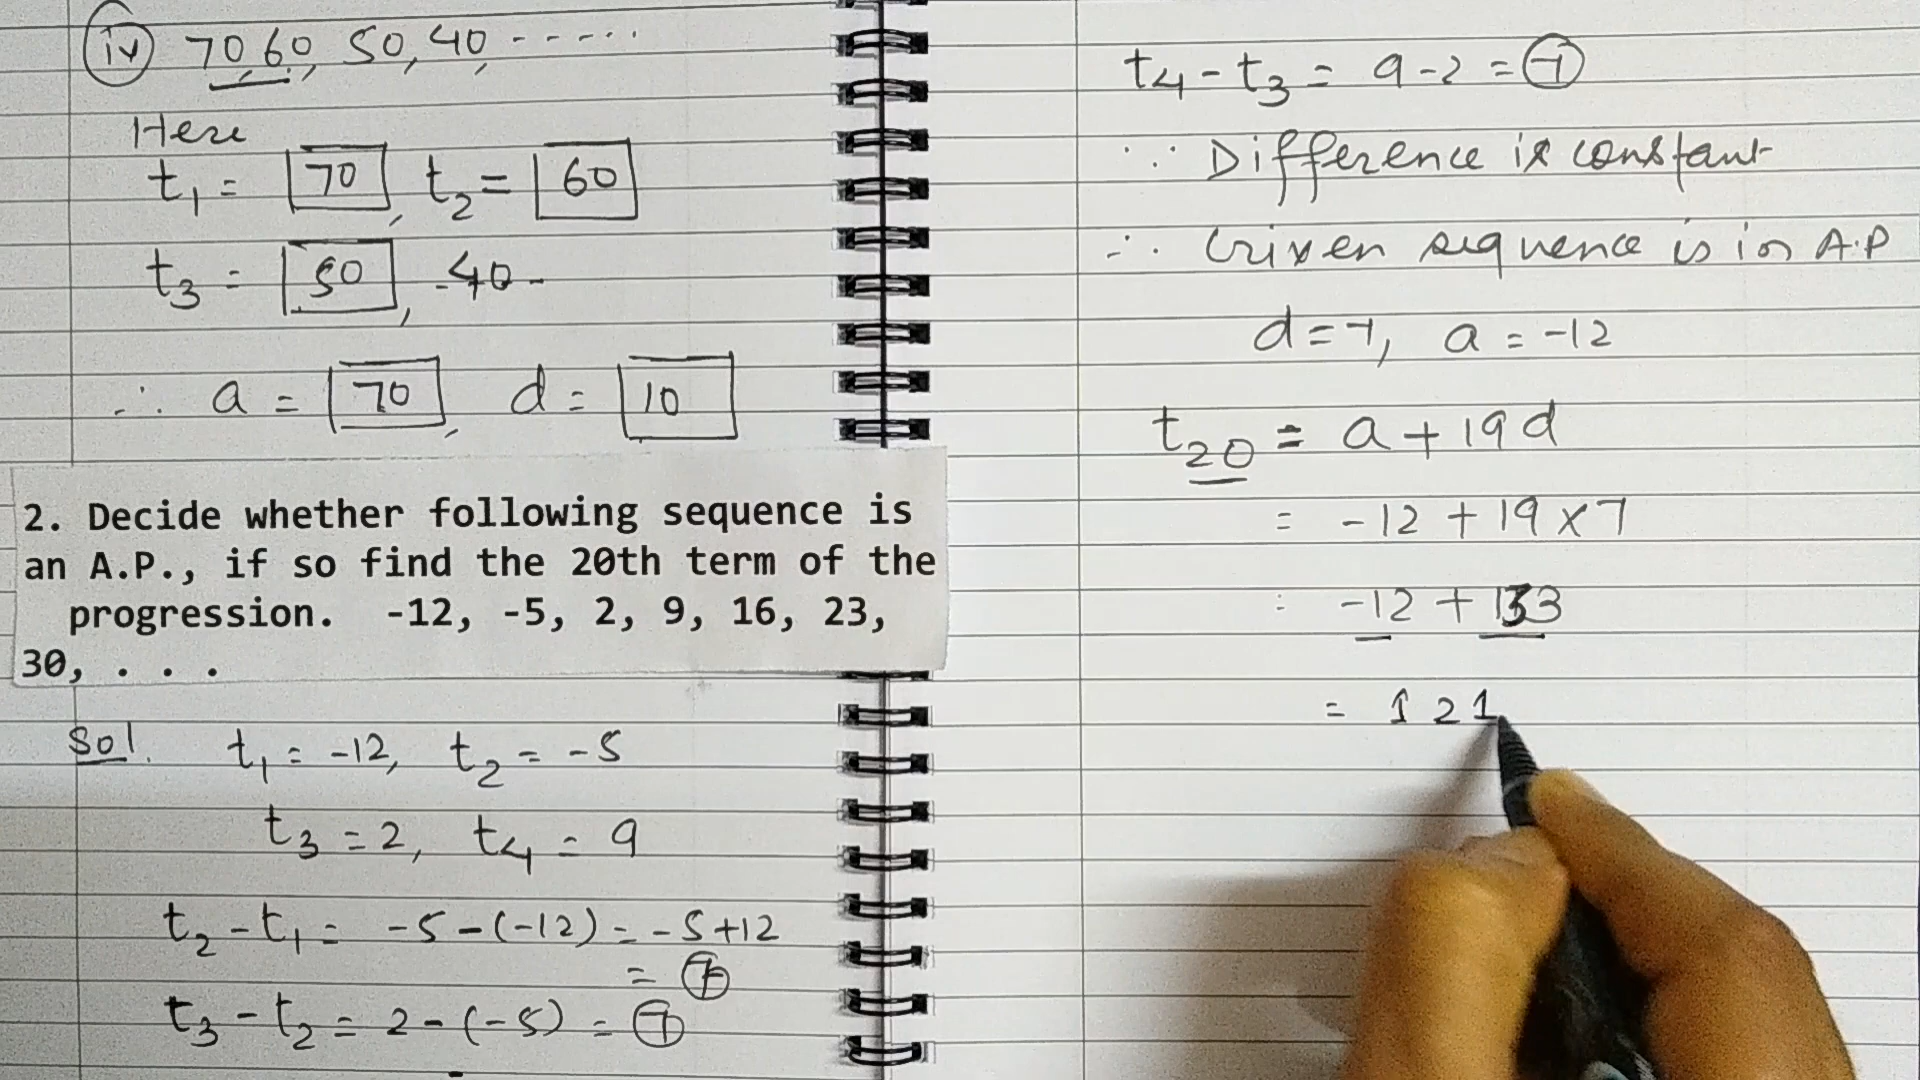 (iv) 70, 60, 50, 40, - - - - - .
Here
t₁ = 70, t₂ = 60
t₃ = 50, -40-
∴ a = 70, d = 10
2. Decide whether following sequence is
an A.P., if so find the 20th term of the
progression. -12, -5, 2, 9, 16, 23,
30, . . .
Sol. t₁ = -12, t₂ = -5
t₃ = 2, t₄ = 9
t₂ - t₁ = -5 - (-12) = -5 + 12
= 7
t₃ - t₂ = 2 - (-5) = 7
t₄ - t₃ = 9 - 2 = 7
∵ Difference is constant
∴ Given sequence is in A.P
d = 7, a = -12
t₂₀ = a + 19d
= -12 + 19 x 7
= -12 + 133
= 121